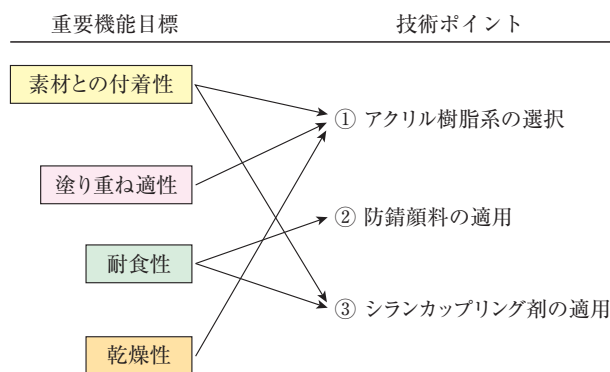 重要機能目標
技術ポイント
素材との付着性
① アクリル樹脂系の選択
塗り重ね適性
② 防錆顔料の適用
耐食性
③ シランカップリング剤の適用
乾燥性